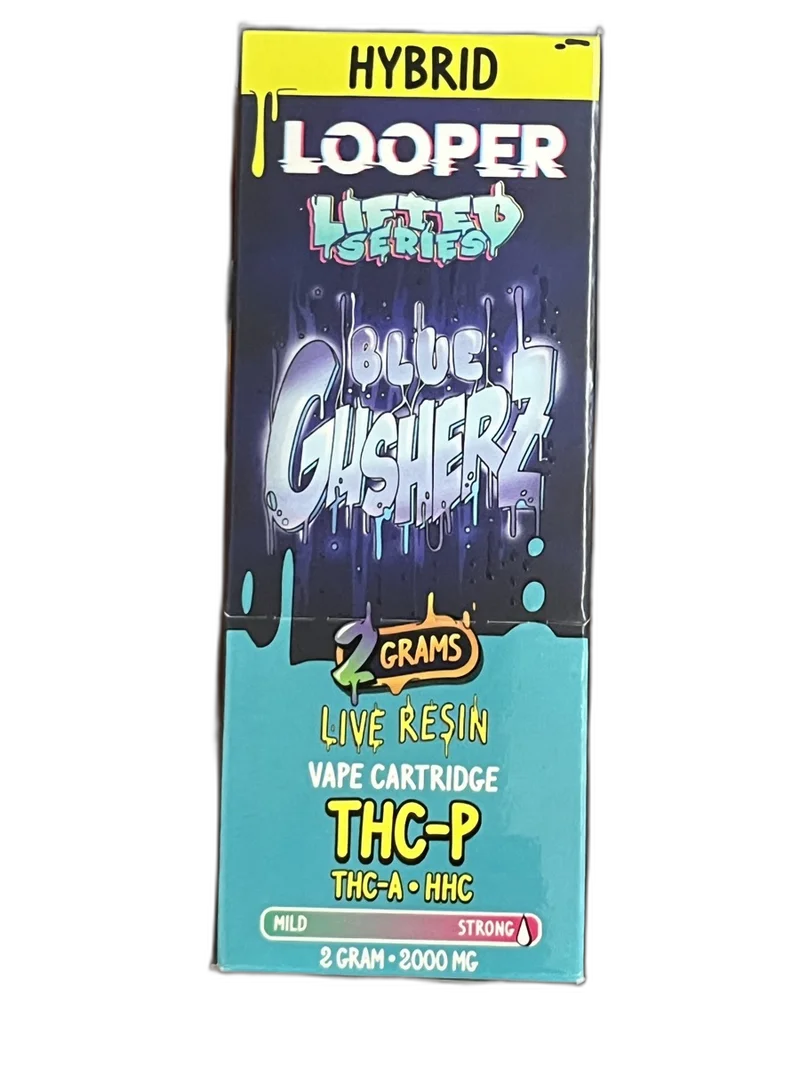 HYBRID
LOOPER
LIFTED
SERIES
BLUE
GUSHERZ
2 GRAMS
LIVE RESIN
VAPE CARTRIDGE
THC-P
THC-A • HHC
MILD STRONG
2 GRAM • 2000 MG